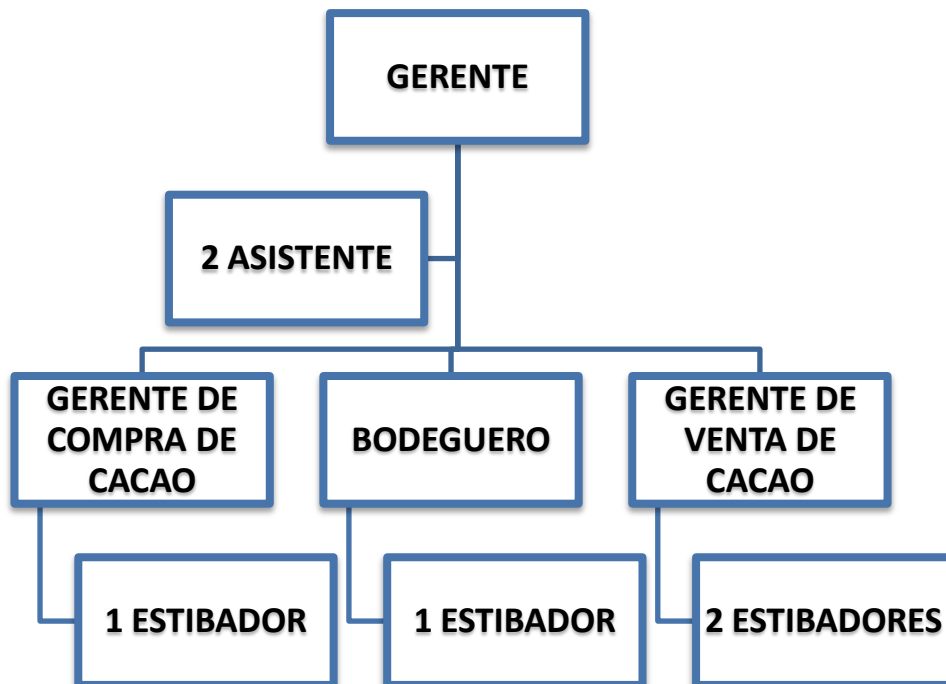 GERENTE
2 ASISTENTE
GERENTE DE
COMPRA DE
CACAO
BODEGUERO
GERENTE DE
VENTA DE
CACAO
1 ESTIBADOR
1 ESTIBADOR
2 ESTIBADORES